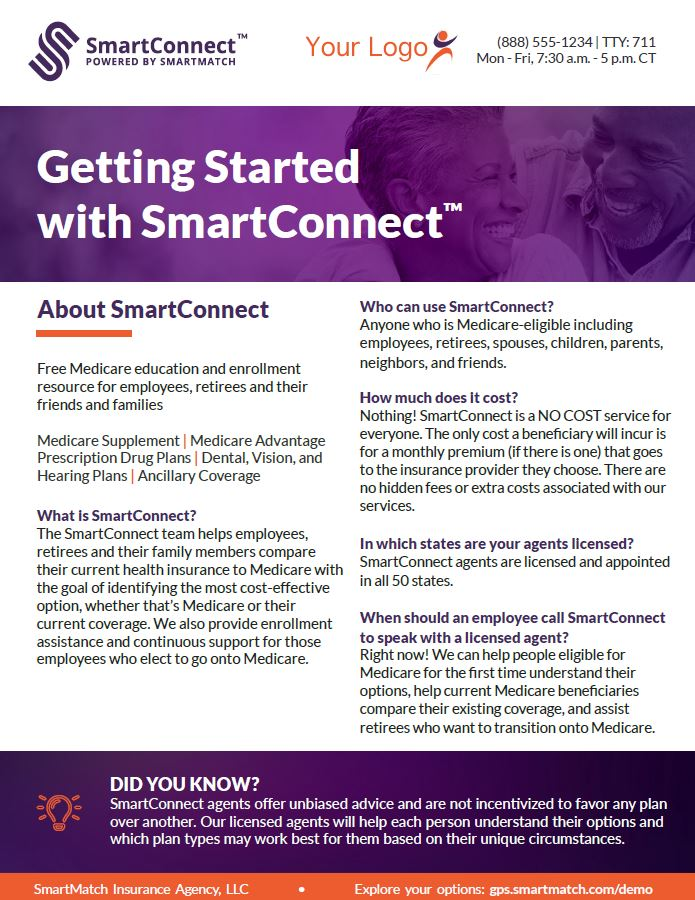 SmartConnect™
POWERED BY SMARTMATCH
Your Logo
(888) 555-1234 | TTY: 711
Mon - Fri, 7:30 a.m. - 5 p.m. CT
Getting Started
with SmartConnect™
About SmartConnect
Free Medicare education and enrollment
resource for employees, retirees and their
friends and families
Medicare Supplement | Medicare Advantage
Prescription Drug Plans | Dental, Vision, and
Hearing Plans | Ancillary Coverage
What is SmartConnect?
The SmartConnect team helps employees,
retirees and their family members compare
their current health insurance to Medicare with
the goal of identifying the most cost-effective
option, whether that's Medicare or their
current coverage. We also provide enrollment
assistance and continuous support for those
employees who elect to go onto Medicare.
Who can use SmartConnect?
Anyone who is Medicare-eligible including
employees, retirees, spouses, children, parents,
neighbors, and friends.
How much does it cost?
Nothing! SmartConnect is a NO COST service for
everyone. The only cost a beneficiary will incur is
for a monthly premium (if there is one) that goes
to the insurance provider they choose. There are
no hidden fees or extra costs associated with our
services.
In which states are your agents licensed?
SmartConnect agents are licensed and appointed
in all 50 states.
When should an employee call SmartConnect
to speak with a licensed agent?
Right now! We can help people eligible for
Medicare for the first time understand their
options, help current Medicare beneficiaries
compare their existing coverage, and assist
retirees who want to transition onto Medicare.
DID YOU KNOW?
SmartConnect agents offer unbiased advice and are not incentivized to favor any plan
over another. Our licensed agents will help each person understand their options and
which plan types may work best for them based on their unique circumstances.
SmartMatch Insurance Agency, LLC • Explore your options: gps.smartmatch.com/demo